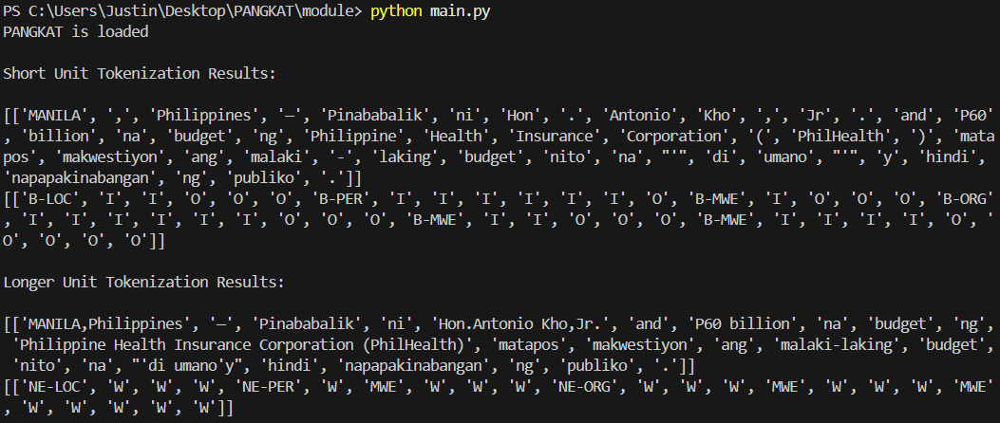 PS C:\Users\Justin\Desktop\PANGKAT\module> python main.py
PANGKAT is loaded
Short Unit Tokenization Results:
[['MANILA', ',', 'Philippines', '—', 'Pinababalik', 'ni', 'Hon', '.', 'Antonio', 'Kho', ',', 'Jr', '.', 'and', 'P60'
, 'billion', 'na', 'budget', 'ng', 'Philippine', 'Health', 'Insurance', 'Corporation', '(', 'PhilHealth', ')', 'mata
pos', 'makwestiyon', 'ang', 'malaki', '-', 'laking', 'budget', 'nito', 'na', "'", 'di', 'umano', "'", 'y', 'hindi',
'napapakinabangan', 'ng', 'publiko', '.']]
[['B-LOC', 'I', 'I', 'O', 'O', 'O', 'B-PER', 'I', 'I', 'I', 'I', 'I', 'I', 'O', 'B-MWE', 'I', 'O', 'O', 'O', 'B-ORG'
, 'I', 'I', 'I', 'I', 'I', 'I', 'O', 'O', 'O', 'B-MWE', 'I', 'I', 'O', 'O', 'O', 'B-MWE', 'I', 'I', 'I', 'I', 'O', '
O', 'O', 'O', 'O']]
Longer Unit Tokenization Results:
[['MANILA,Philippines', '—', 'Pinababalik', 'ni', 'Hon.Antonio Kho,Jr.', 'and', 'P60 billion', 'na', 'budget', 'ng',
'Philippine Health Insurance Corporation (PhilHealth)', 'matapos', 'makwestiyon', 'ang', 'malaki-laking', 'budget',
'nito', 'na', "'di umano'y", 'hindi', 'napapakinabangan', 'ng', 'publiko', '.']]
[['NE-LOC', 'W', 'W', 'W', 'NE-PER', 'W', 'MWE', 'W', 'W', 'W', 'NE-ORG', 'W', 'W', 'W', 'MWE', 'W', 'W', 'W', 'MWE'
, 'W', 'W', 'W', 'W', 'W']]